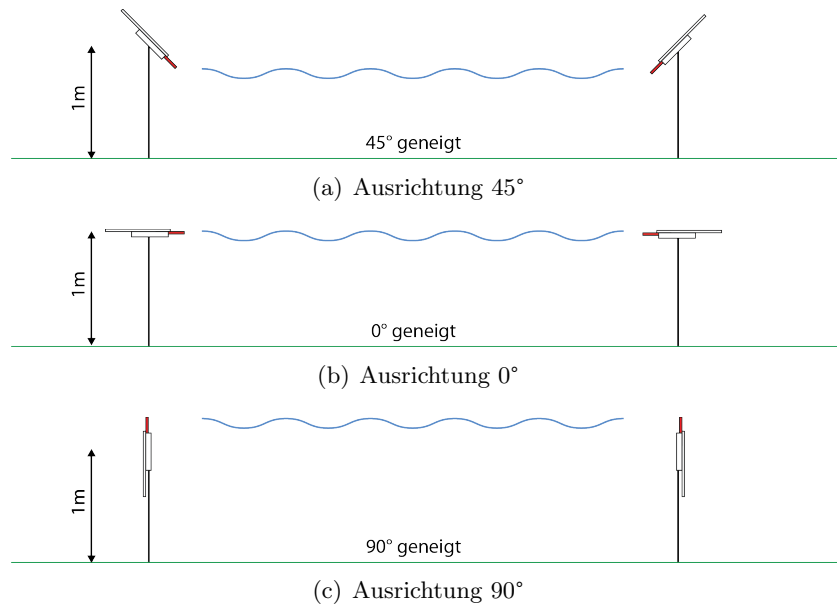 1m
45° geneigt
(a) Ausrichtung 45°
1m
0° geneigt
(b) Ausrichtung 0°
1m
90° geneigt
(c) Ausrichtung 90°